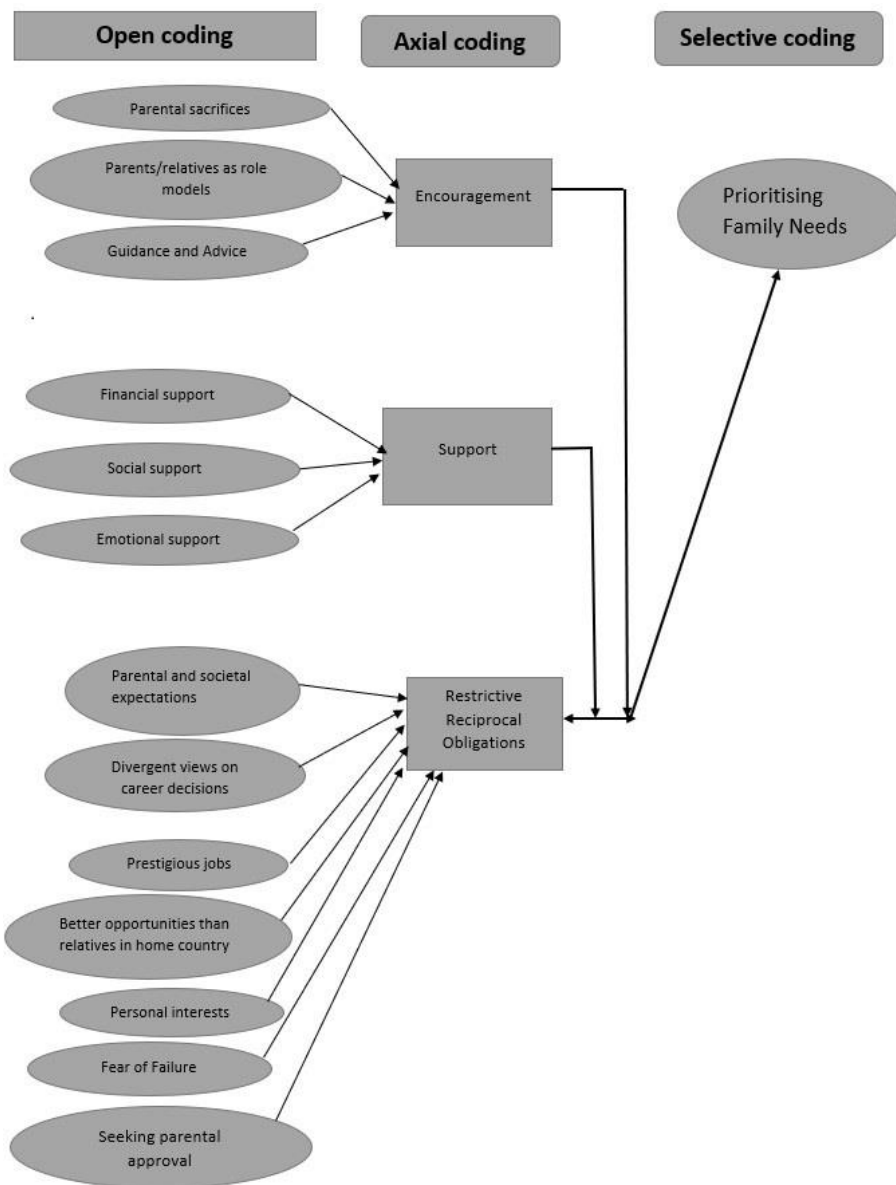 Open coding
Axial coding
Selective coding
Parental sacrifices
Parents/relatives as role
models
Guidance and Advice
Encouragement
Prioritising
Family Needs
.
Financial support
Social support
Emotional support
Support
Parental and societal
expectations
Divergent views on
career decisions
Prestigious jobs
Better opportunities than
relatives in home country
Personal interests
Fear of Failure
Seeking parental
approval
Restrictive
Reciprocal
Obligations